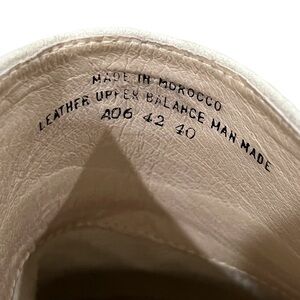 MADE IN MOROCCO
LEATHER UPPER BALANCE MAN MADE
A06 42 40